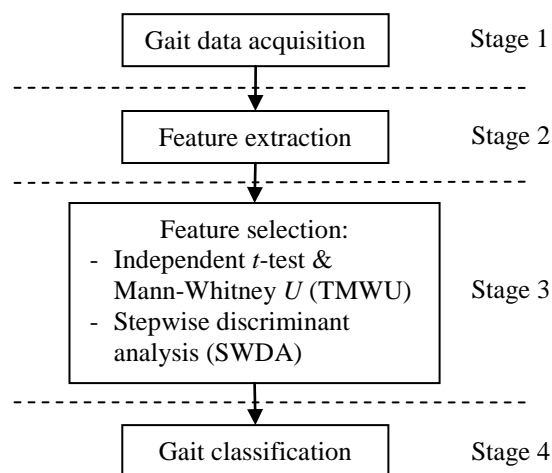 Gait data acquisition
Stage 1
Feature extraction
Stage 2
Feature selection:
- Independent t-test &
Mann-Whitney U (TMWU)
- Stepwise discriminant
analysis (SWDA)
Stage 3
Gait classification
Stage 4